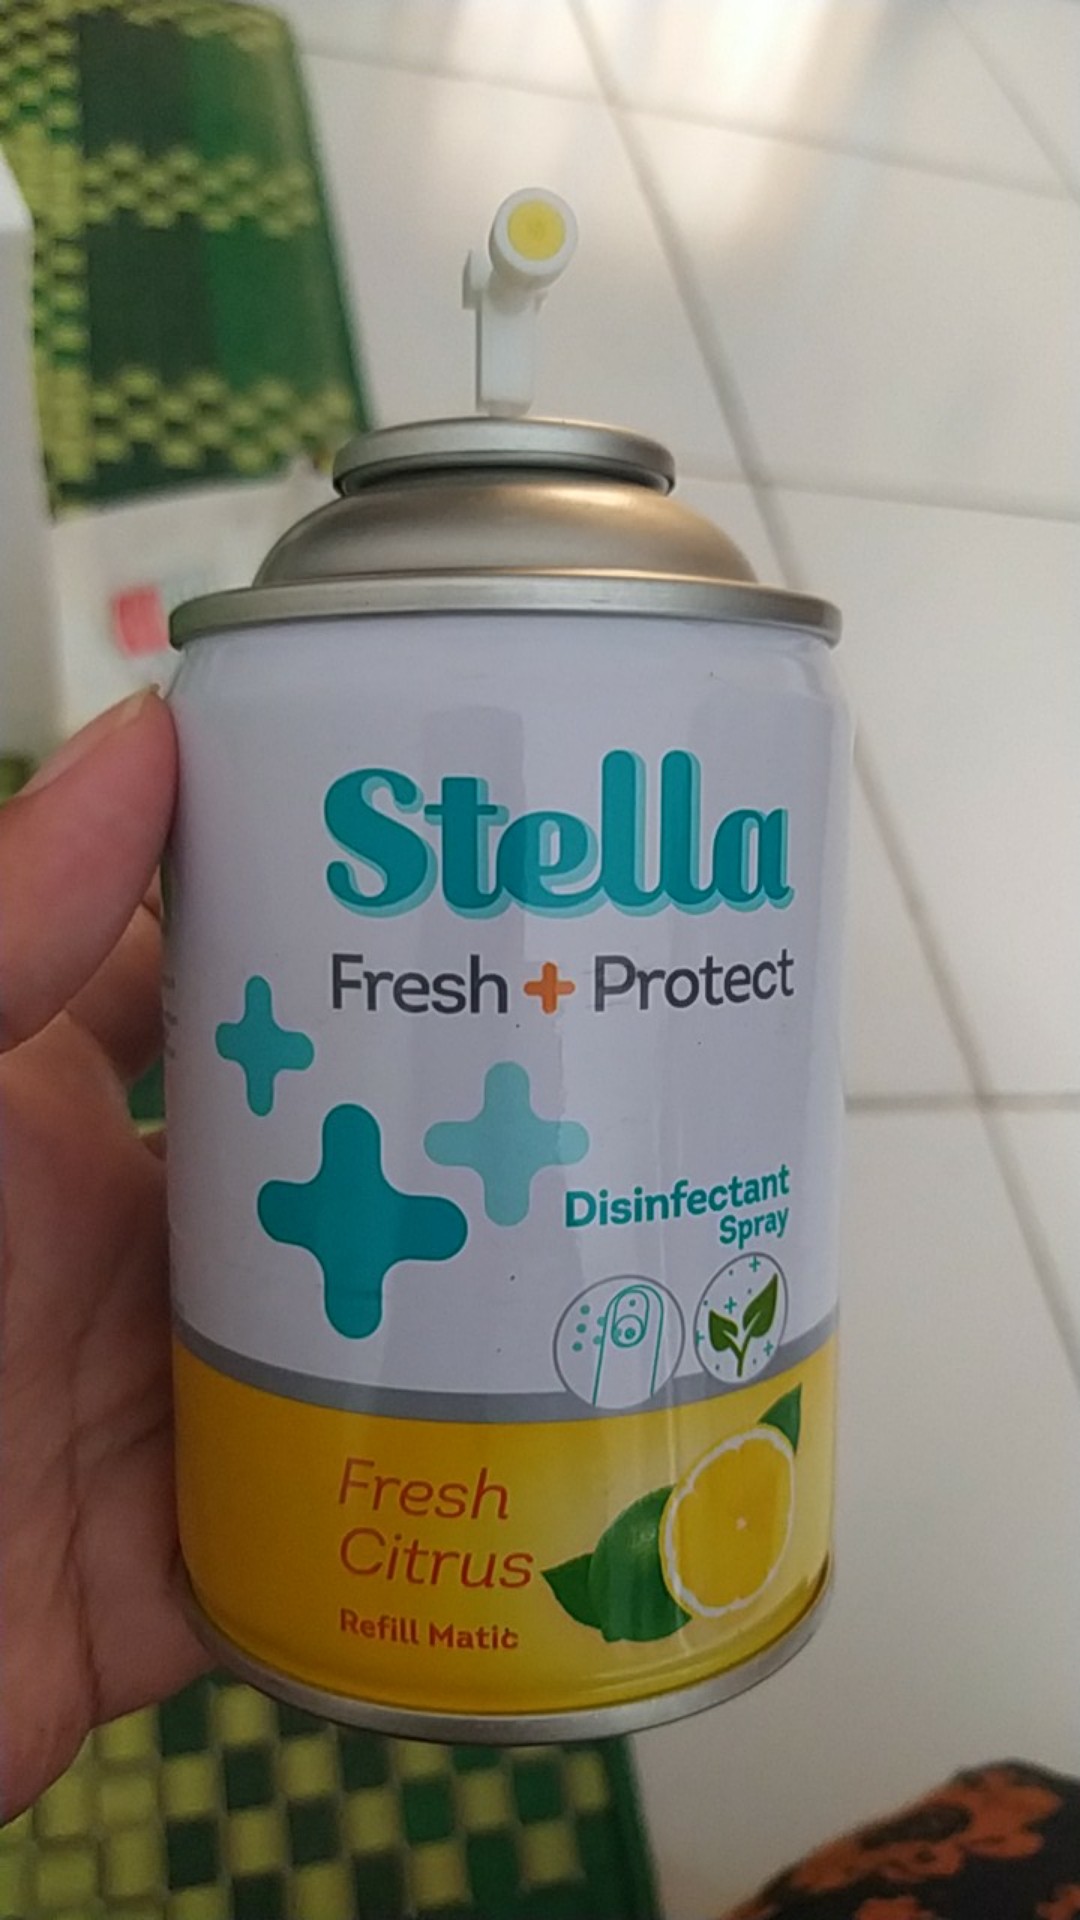 Stella
Fresh + Protect
Disinfectant
Spray
Fresh
Citrus
Refill Matic